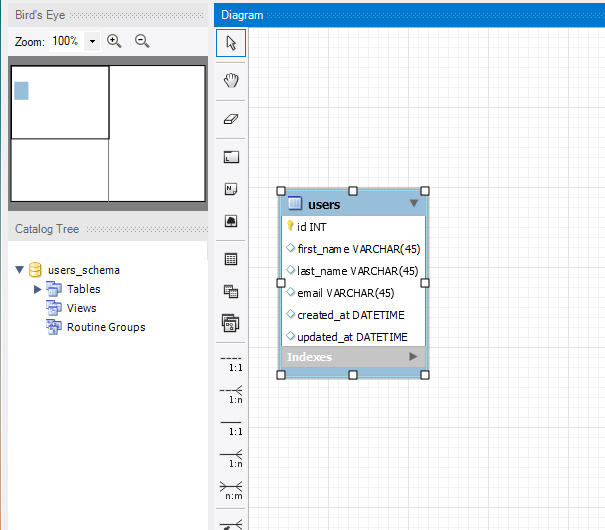 Bird's Eye
Zoom: 100%
Catalog Tree
users_schema
Tables
Views
Routine Groups
Diagram
1:1
1:n
1:1
1:n
n:m
users
id INT
first_name VARCHAR(45)
last_name VARCHAR(45)
email VARCHAR(45)
created_at DATETIME
updated_at DATETIME
Indexes